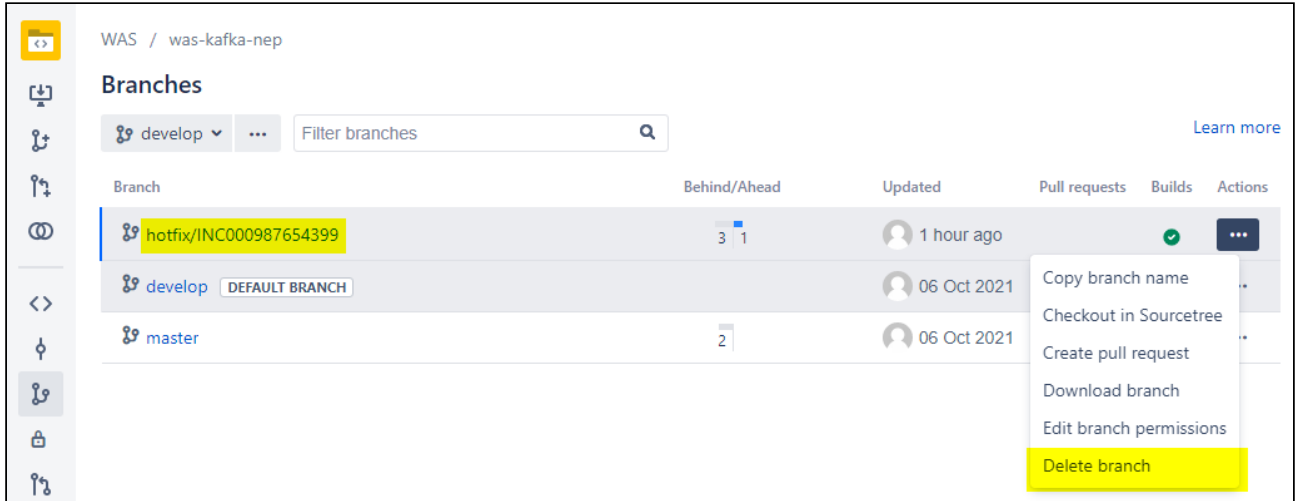 WAS / was-kafka-nep
Branches
develop ... Filter branches
Learn more
Branch Behind/Ahead Updated Pull requests Builds Actions
hotfix/INC000987654399 3 1 1 hour ago
develop DEFAULT BRANCH 06 Oct 2021
master 2 06 Oct 2021
Copy branch name
Checkout in Sourcetree
Create pull request
Download branch
Edit branch permissions
Delete branch